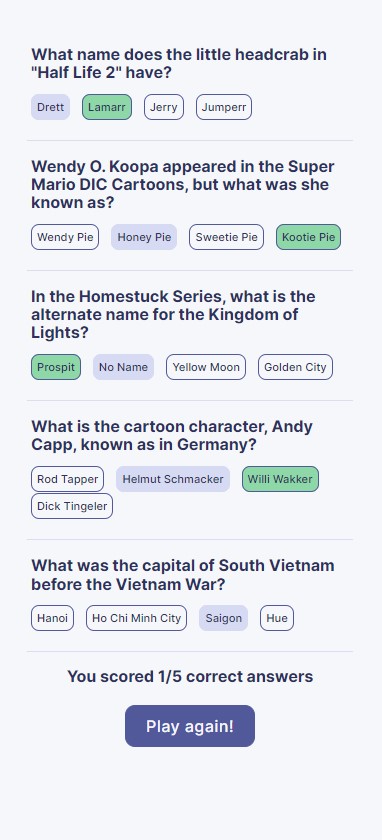 What name does the little headcrab in
"Half Life 2" have?
Drett Lamarr Jerry Jumperr
Wendy O. Koopa appeared in the Super
Mario DIC Cartoons, but what was she
known as?
Wendy Pie Honey Pie Sweetie Pie Kootie Pie
In the Homestuck Series, what is the
alternate name for the Kingdom of
Lights?
Prospit No Name Yellow Moon Golden City
What is the cartoon character, Andy
Capp, known as in Germany?
Rod Tapper Helmut Schmacker Willi Wakker
Dick Tingeler
What was the capital of South Vietnam
before the Vietnam War?
Hanoi Ho Chi Minh City Saigon Hue
You scored 1/5 correct answers
Play again!